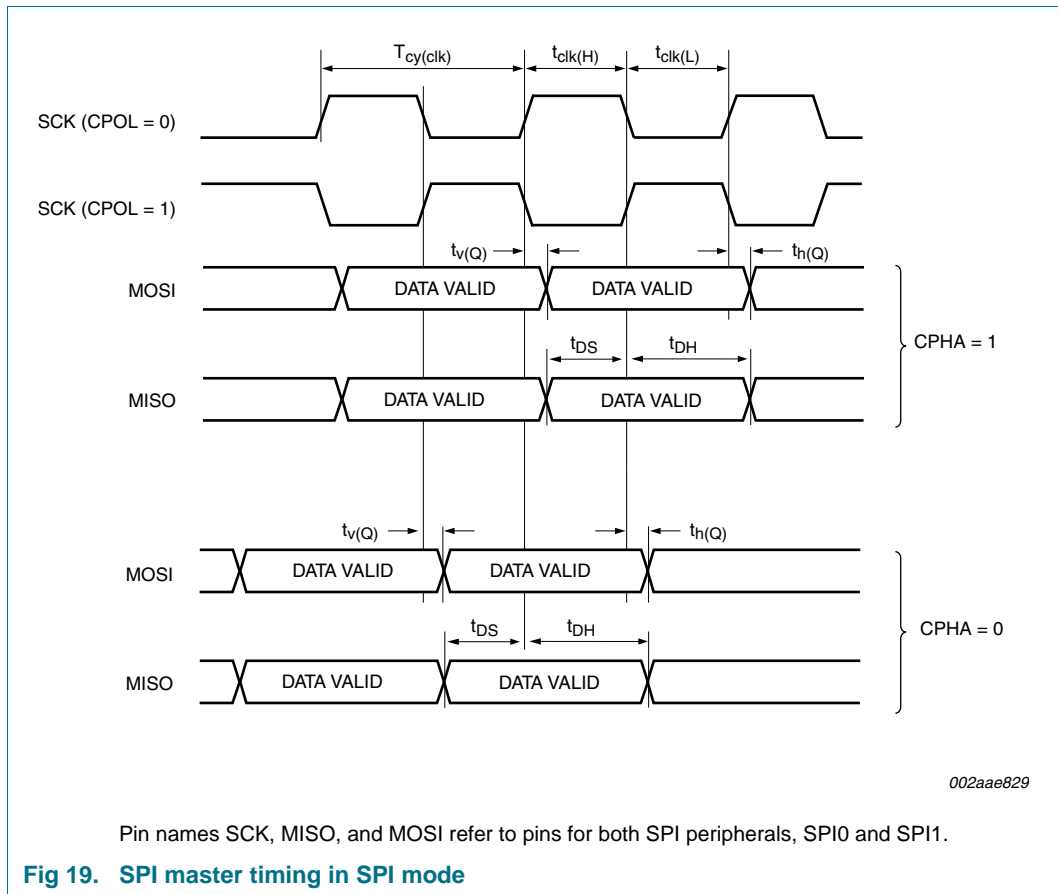 Tcy(clk) tclk(H) tclk(L)
SCK (CPOL = 0)
SCK (CPOL = 1)
tv(Q) th(Q)
MOSI DATA VALID DATA VALID
CPHA = 1
tDS tDH
MISO DATA VALID DATA VALID
tv(Q) th(Q)
MOSI DATA VALID DATA VALID
CPHA = 0
tDS tDH
MISO DATA VALID DATA VALID
002aae829
Pin names SCK, MISO, and MOSI refer to pins for both SPI peripherals, SPI0 and SPI1.
Fig 19. SPI master timing in SPI mode